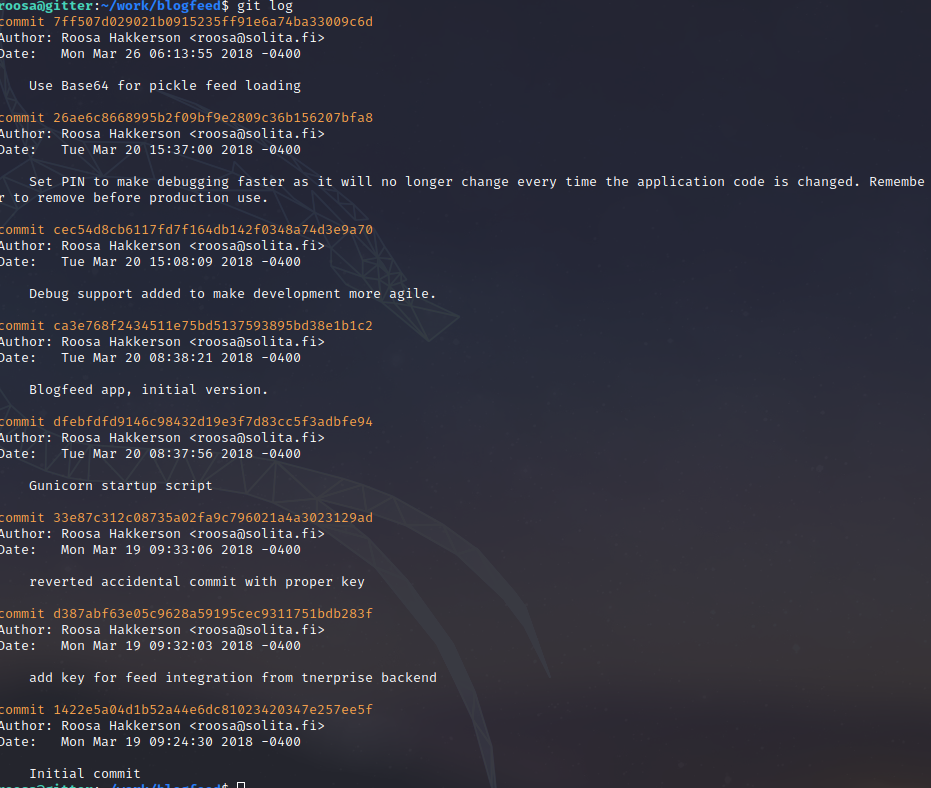 roosa@gitter:~/work/blogfeed$ git log
commit 7ff507d029021b0915235ff91e6a74ba33009c6d
Author: Roosa Hakkerson <roosa@solita.fi>
Date:   Mon Mar 26 06:13:55 2018 -0400
Use Base64 for pickle feed loading
commit 26ae6c8668995b2f09bf9e2809c36b156207bfa8
Author: Roosa Hakkerson <roosa@solita.fi>
Date:   Tue Mar 20 15:37:00 2018 -0400
Set PIN to make debugging faster as it will no longer change every time the application code is changed. Remembe
r to remove before production use.
commit cec54d8cb6117fd7f164db142f0348a74d3e9a70
Author: Roosa Hakkerson <roosa@solita.fi>
Date:   Tue Mar 20 15:08:09 2018 -0400
Debug support added to make development more agile.
commit ca3e768f2434511e75bd5137593895bd38e1b1c2
Author: Roosa Hakkerson <roosa@solita.fi>
Date:   Tue Mar 20 08:38:21 2018 -0400
Blogfeed app, initial version.
commit dfebfdfd9146c98432d19e3f7d83cc5f3adbfe94
Author: Roosa Hakkerson <roosa@solita.fi>
Date:   Tue Mar 20 08:37:56 2018 -0400
Gunicorn startup script
commit 33e87c312c08735a02fa9c796021a4a3023129ad
Author: Roosa Hakkerson <roosa@solita.fi>
Date:   Mon Mar 19 09:33:06 2018 -0400
reverted accidental commit with proper key
commit d387abf63e05c9628a59195cec9311751bdb283f
Author: Roosa Hakkerson <roosa@solita.fi>
Date:   Mon Mar 19 09:32:03 2018 -0400
add key for feed integration from tnerprise backend
commit 1422e5a04d1b52a44e6dc81023420347e257ee5f
Author: Roosa Hakkerson <roosa@solita.fi>
Date:   Mon Mar 19 09:24:30 2018 -0400
Initial commit
roosa@gitter:~/work/blogfeed$